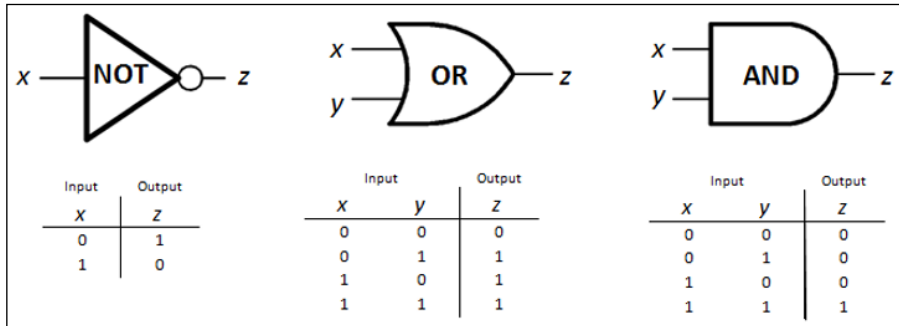 x NOT z
x
y
OR z
x
y
AND z
Input Output
x z
0 1
1 0
Input Output
x y z
0 0 0
0 1 1
1 0 1
1 1 1
Input Output
x y z
0 0 0
0 1 0
1 0 0
1 1 1